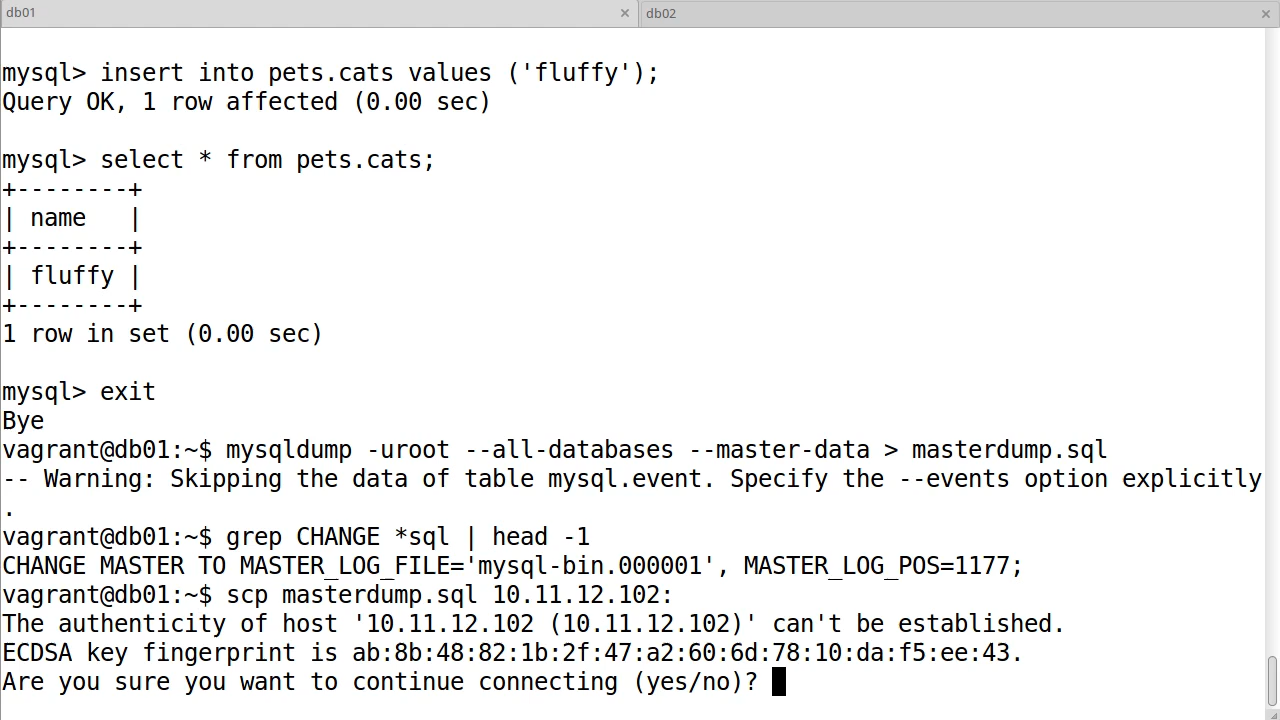 db01 × db02 ×
mysql> insert into pets.cats values ('fluffy');
Query OK, 1 row affected (0.00 sec)
mysql> select * from pets.cats;
+--------+
| name   |
+--------+
| fluffy |
+--------+
1 row in set (0.00 sec)
mysql> exit
Bye
vagrant@db01:~$ mysqldump -uroot --all-databases --master-data > masterdump.sql
-- Warning: Skipping the data of table mysql.event. Specify the --events option explicitly
.
vagrant@db01:~$ grep CHANGE *sql | head -1
CHANGE MASTER TO MASTER_LOG_FILE='mysql-bin.000001', MASTER_LOG_POS=1177;
vagrant@db01:~$ scp masterdump.sql 10.11.12.102:
The authenticity of host '10.11.12.102 (10.11.12.102)' can't be established.
ECDSA key fingerprint is ab:8b:48:82:1b:2f:47:a2:60:6d:78:10:da:f5:ee:43.
Are you sure you want to continue connecting (yes/no)?